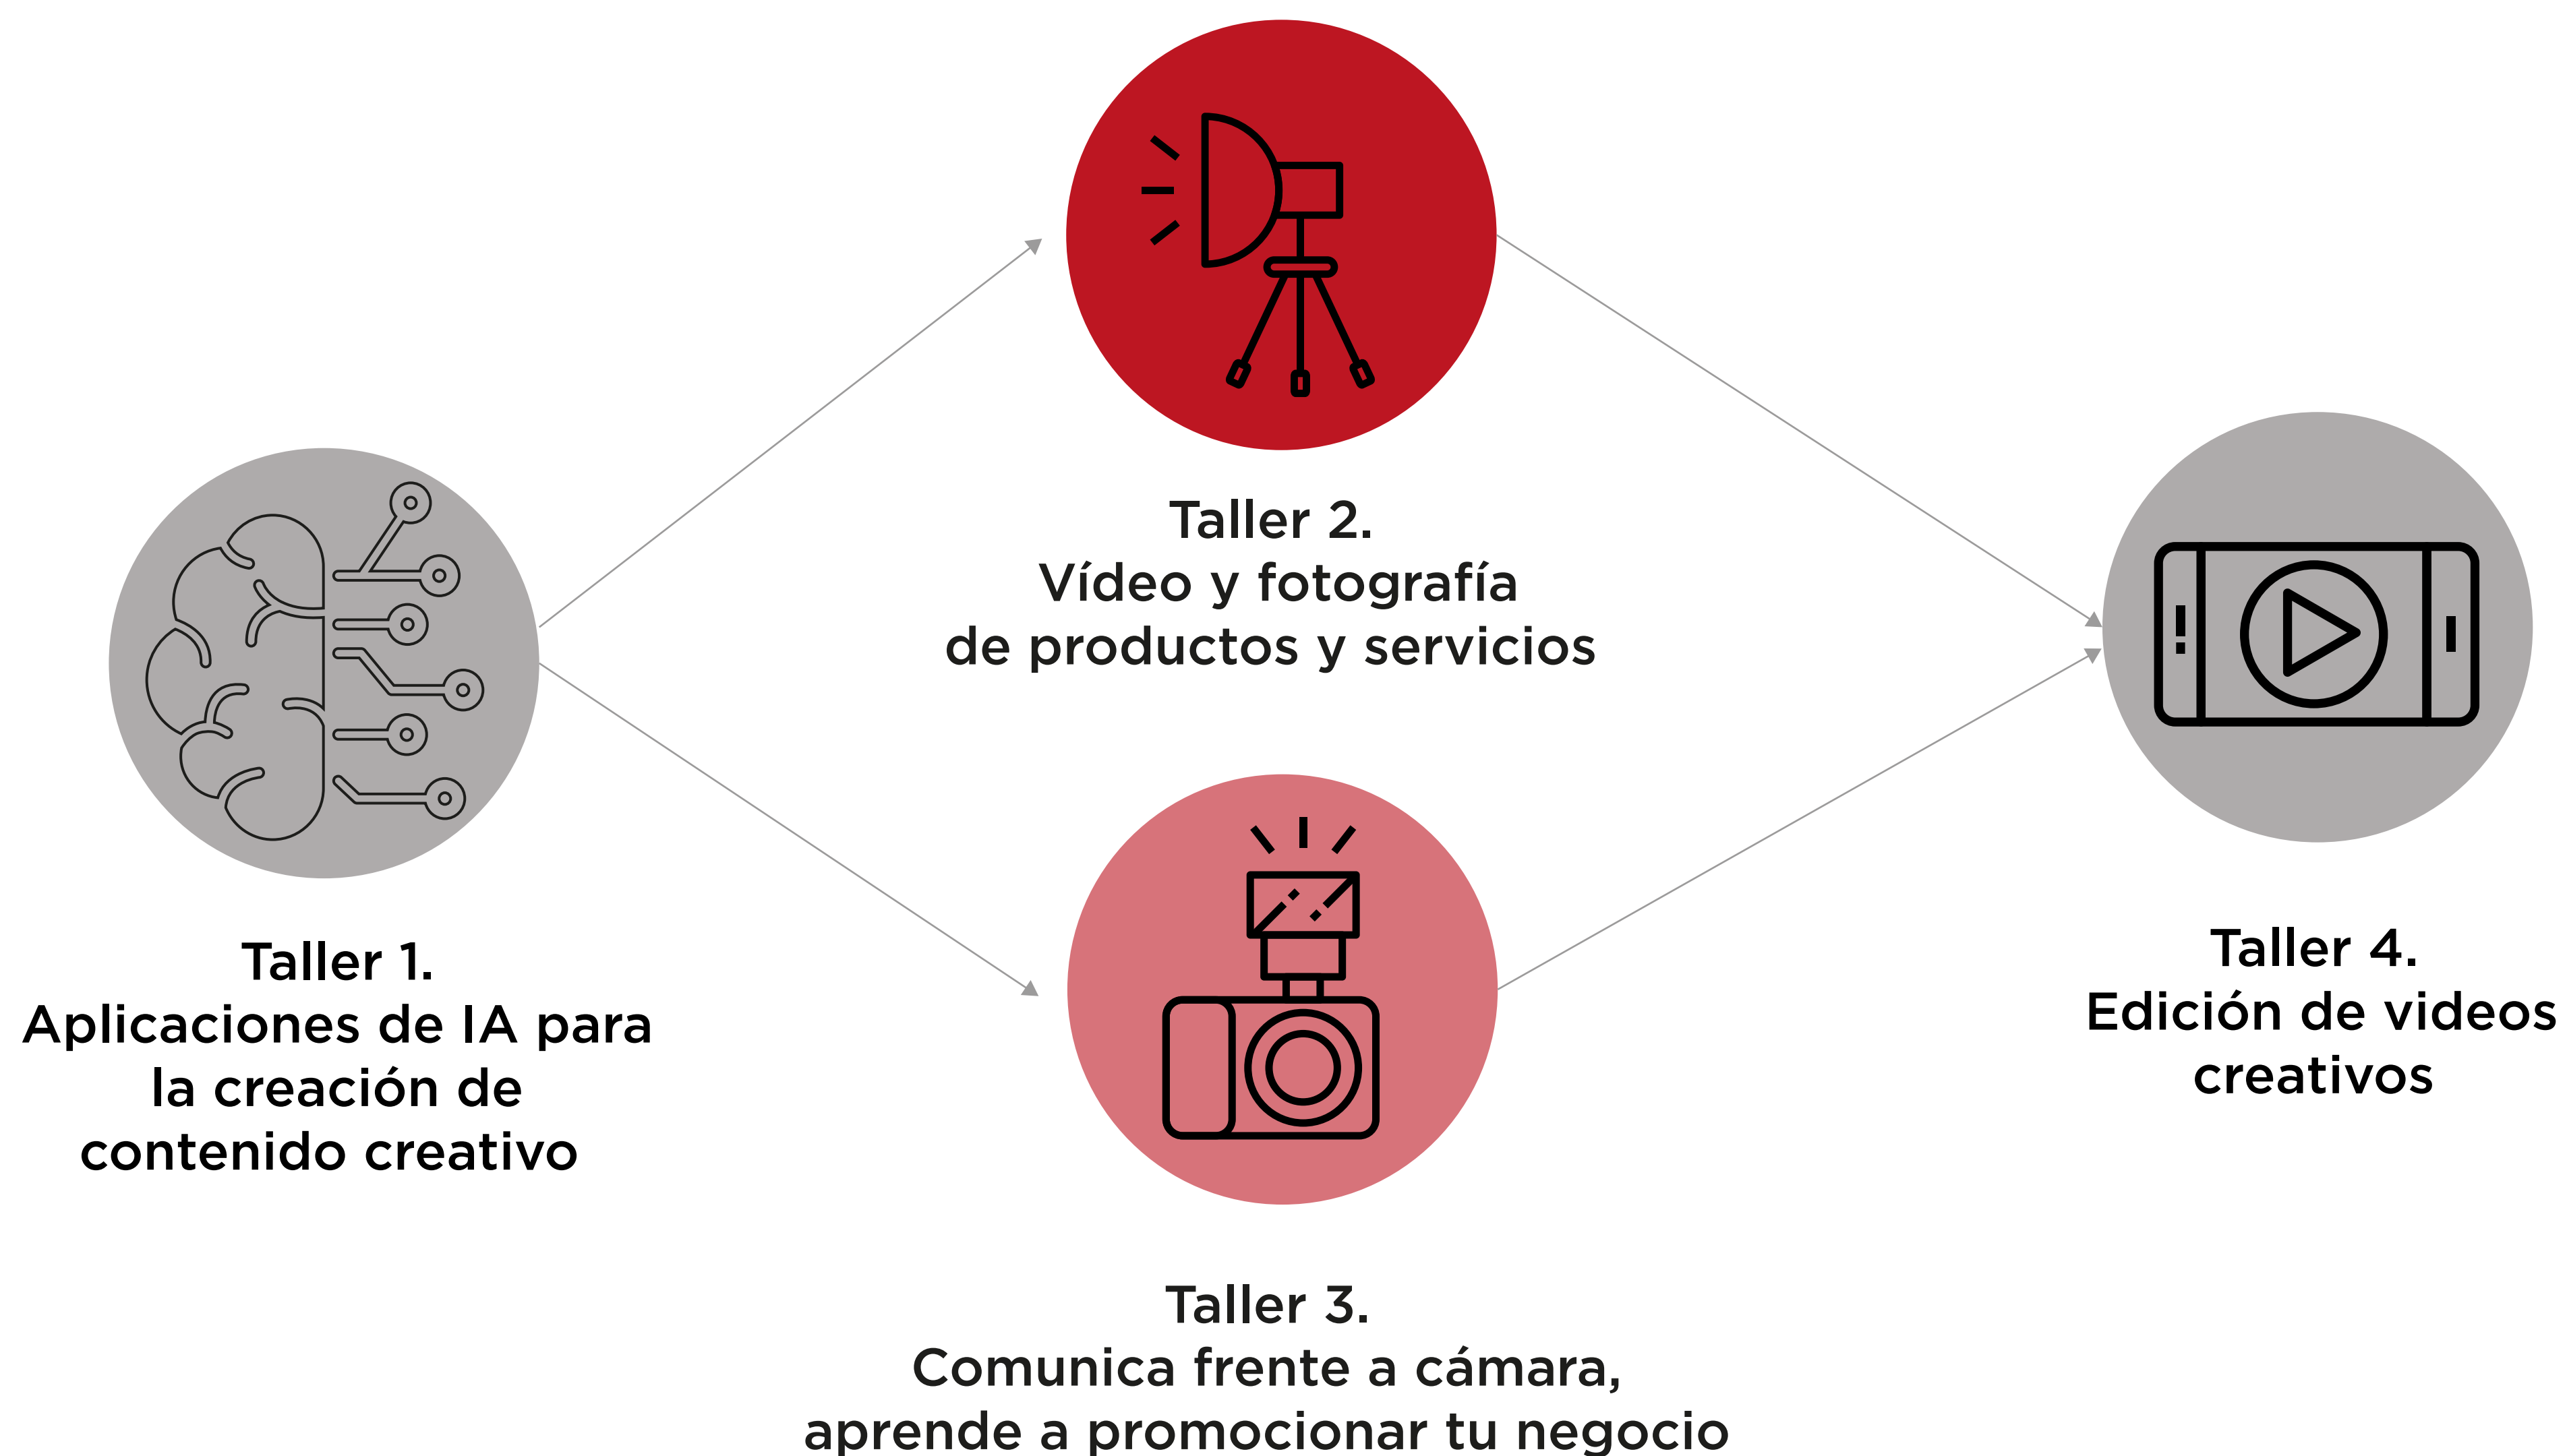 Taller 1.
Aplicaciones de IA para
la creación de
contenido creativo
Taller 2.
Vídeo y fotografía
de productos y servicios
Taller 3.
Comunica frente a cámara,
aprende a promocionar tu negocio
Taller 4.
Edición de videos
creativos